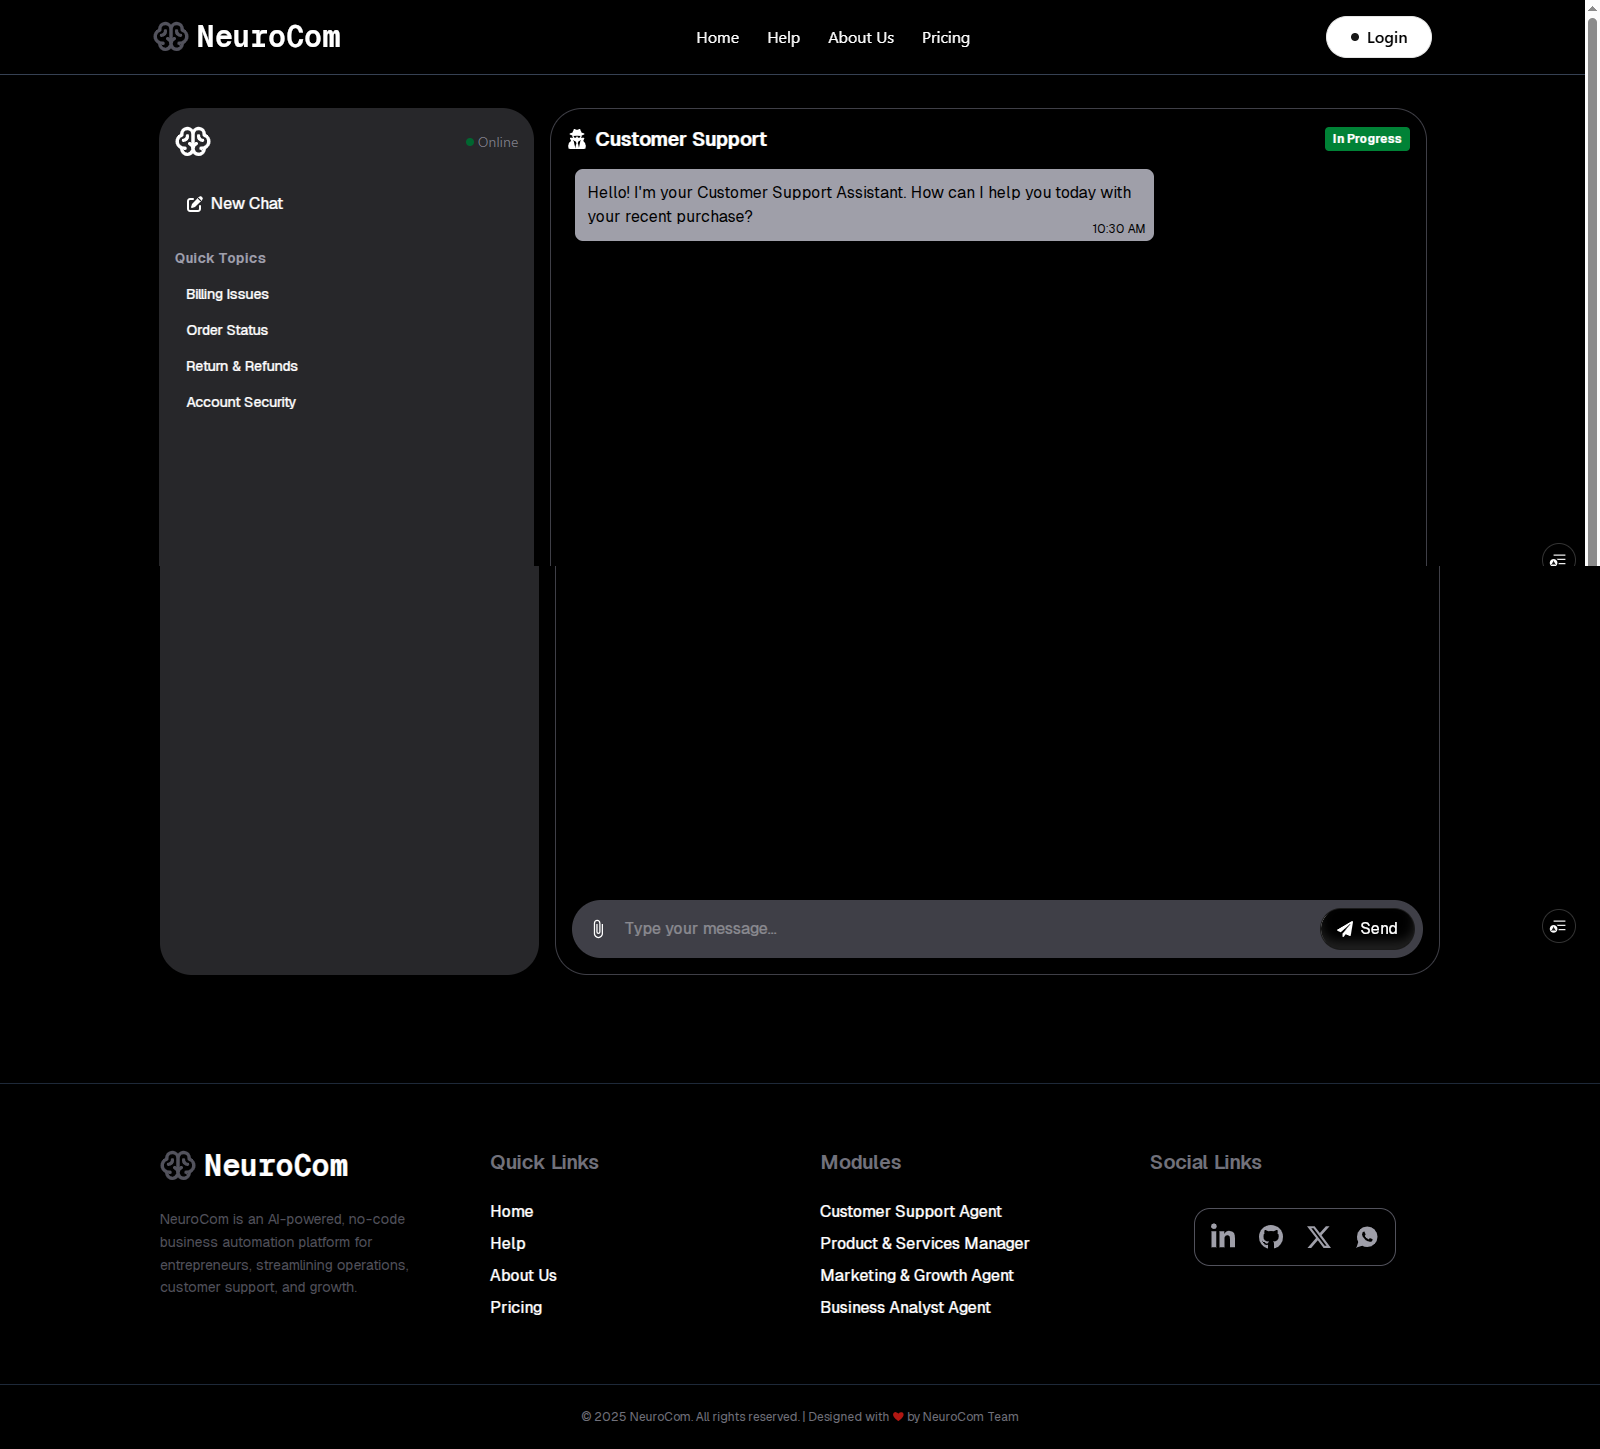 NeuroCom
Home Help About Us Pricing
Login
Online
New Chat
Quick Topics
Billing Issues
Order Status
Return & Refunds
Account Security
Customer Support
In Progress
Hello! I'm your Customer Support Assistant. How can I help you today with
your recent purchase?
10:30 AM
Type your message...
Send
NeuroCom
NeuroCom is an AI-powered, no-code
business automation platform for
entrepreneurs, streamlining operations,
customer support, and growth.
Quick Links
Home
Help
About Us
Pricing
Modules
Customer Support Agent
Product & Services Manager
Marketing & Growth Agent
Business Analyst Agent
Social Links
© 2025 NeuroCom. All rights reserved. | Designed with ❤ by NeuroCom Team